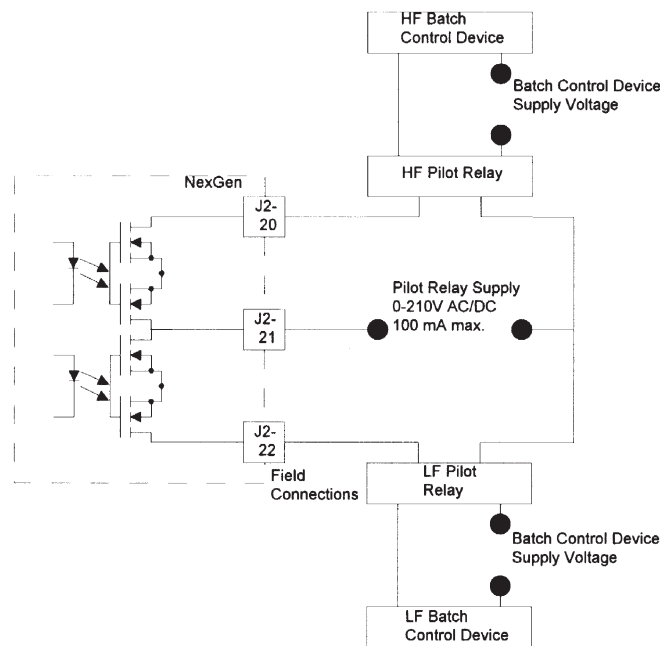 HF Batch
Control Device
Batch Control Device
Supply Voltage
HF Pilot Relay
NexGen
J2-
20
Pilot Relay Supply
0-210V AC/DC
100 mA max.
J2-
21
J2-
22
Field
Connections
LF Pilot
Relay
Batch Control Device
Supply Voltage
LF Batch
Control Device